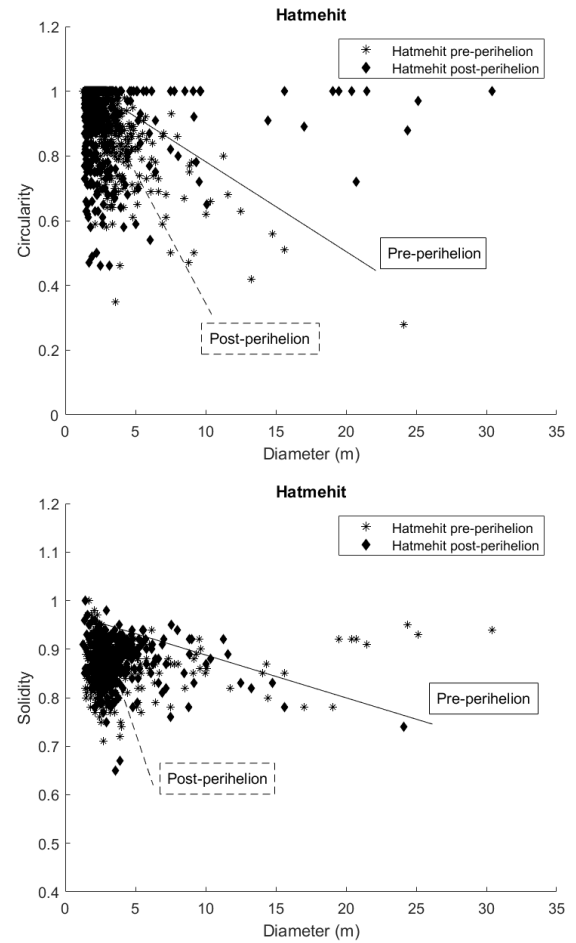 Hatmehit
1.2
Hatmehit pre-perihelion
Hatmehit post-perihelion
1
0.8
0.6
0.4
0.2
0
Circularity
Pre-perihelion
Post-perihelion
0 5 10 15 20 25 30 35
Diameter (m)
Hatmehit
1.2
Hatmehit pre-perihelion
Hatmehit post-perihelion
1.1
1
0.9
0.8
0.7
0.6
0.5
0.4
Solidity
Pre-perihelion
Post-perihelion
0 5 10 15 20 25 30 35
Diameter (m)